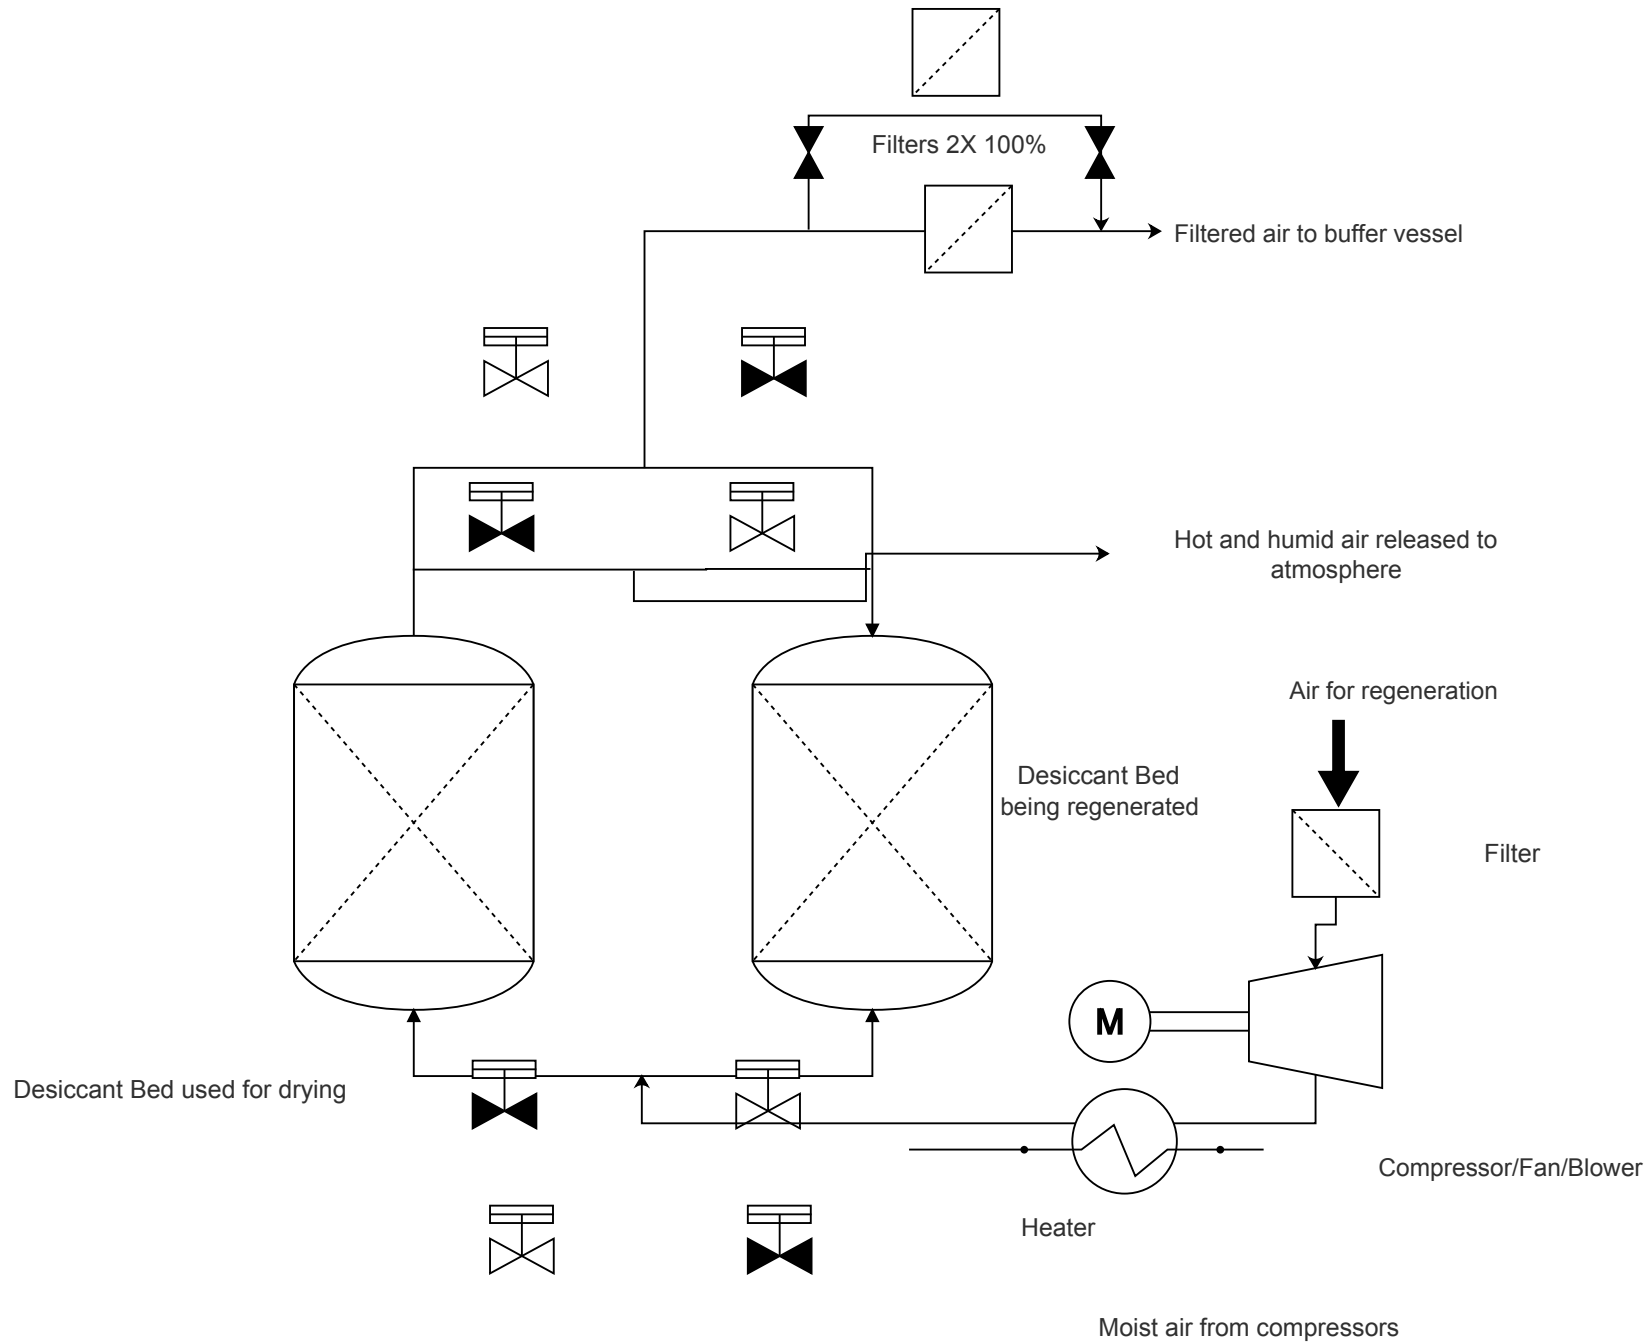 Filters 2X 100%
Filtered air to buffer vessel
Hot and humid air released to
atmosphere
Air for regeneration
Desiccant Bed
being regenerated
Filter
M
Desiccant Bed used for drying
Compressor/Fan/Blower
Heater
Moist air from compressors